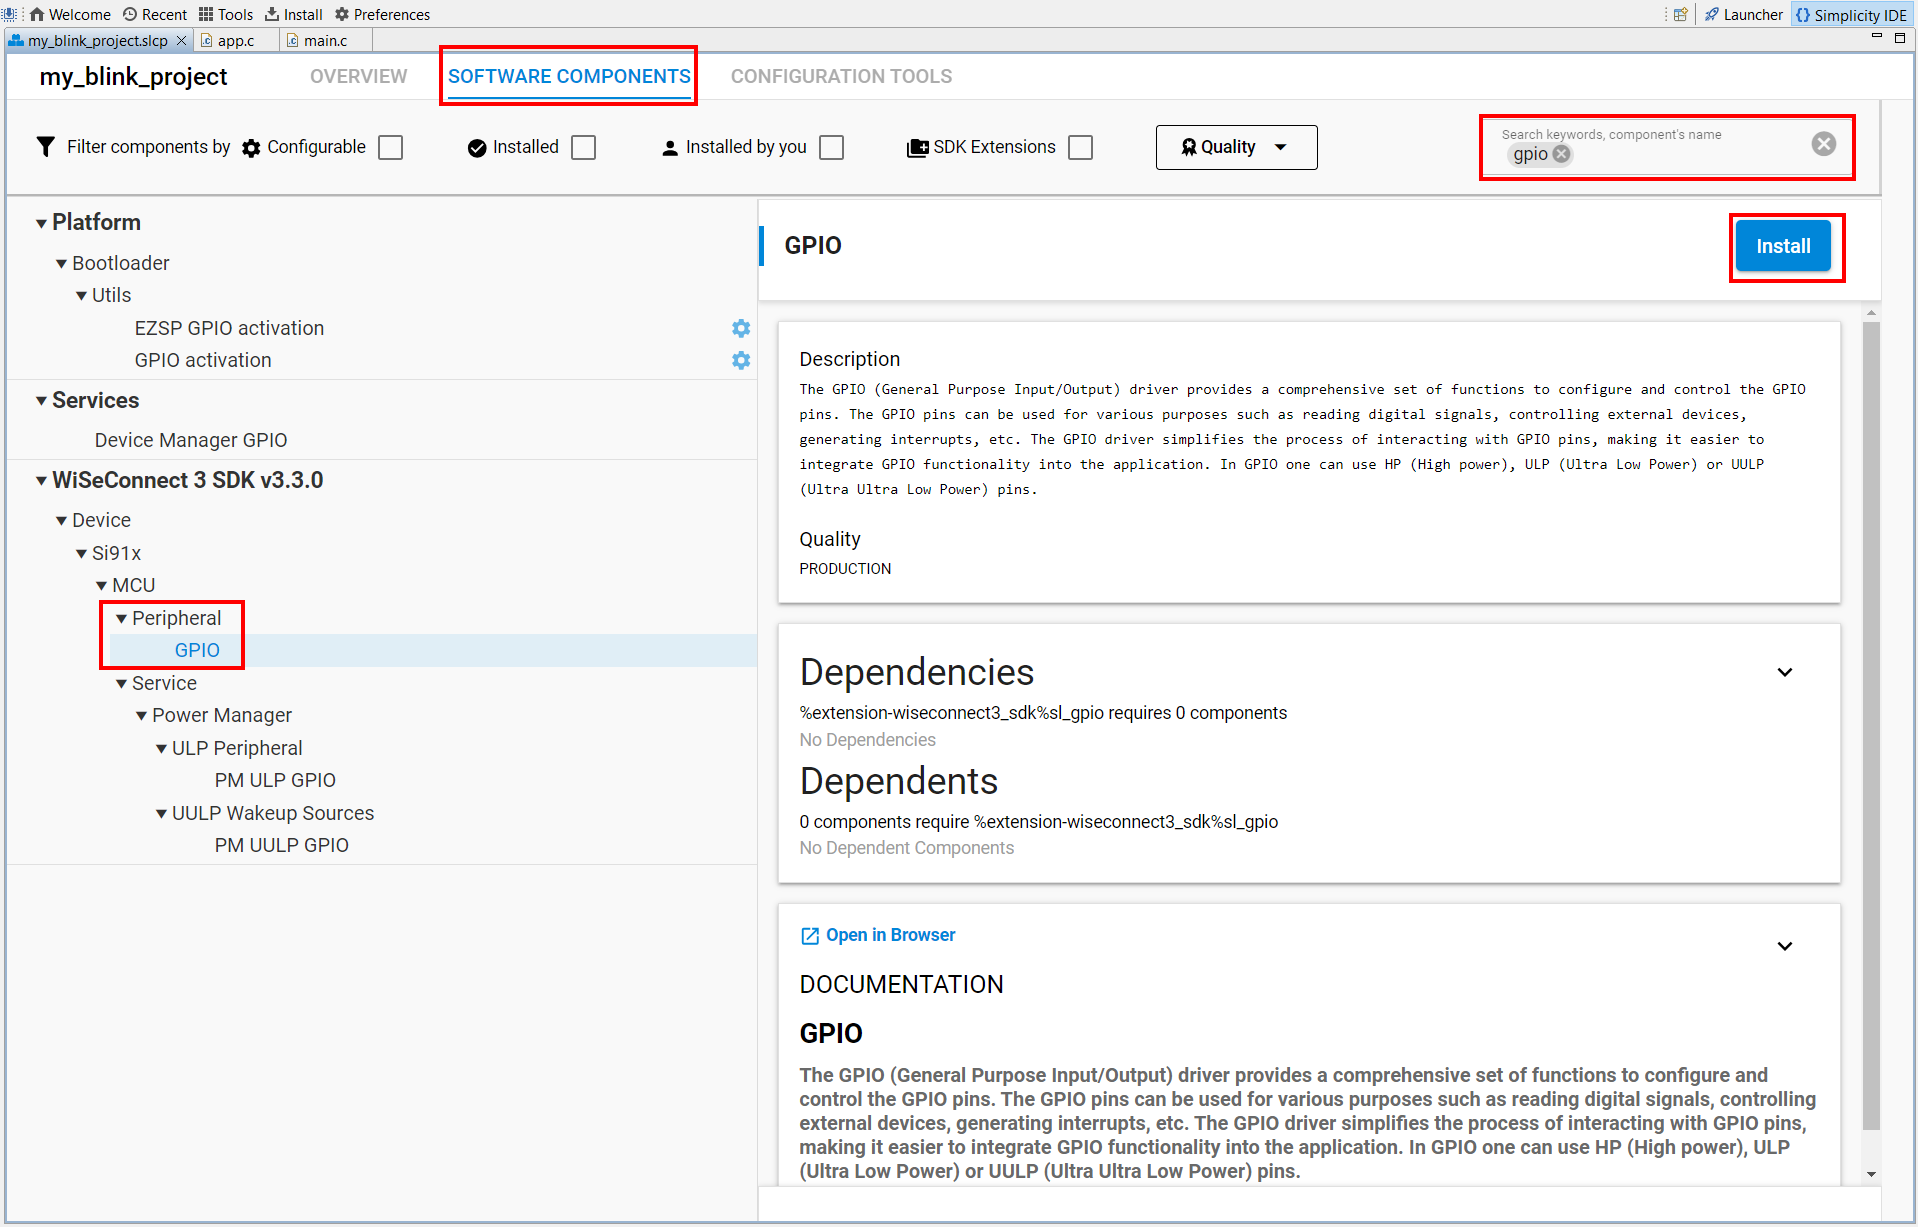 Welcome Recent Tools Install Preferences Launcher Simplicity IDE
my_blink_project.slcp app.c main.c
my_blink_project OVERVIEW SOFTWARE COMPONENTS CONFIGURATION TOOLS
Filter components by Configurable Installed Installed by you SDK Extensions Quality
Search keywords, component's name
gpio
Platform
Bootloader
Utils
EZSP GPIO activation
GPIO activation
Services
Device Manager GPIO
WiSeConnect 3 SDK v3.3.0
Device
Si91x
MCU
Peripheral
GPIO
Service
Power Manager
ULP Peripheral
PM ULP GPIO
UULP Wakeup Sources
PM UULP GPIO
GPIO
Install
Description
The GPIO (General Purpose Input/Output) driver provides a comprehensive set of functions to configure and control the GPIO
pins. The GPIO pins can be used for various purposes such as reading digital signals, controlling external devices,
generating interrupts, etc. The GPIO driver simplifies the process of interacting with GPIO pins, making it easier to
integrate GPIO functionality into the application. In GPIO one can use HP (High power), ULP (Ultra Low Power) or UULP
(Ultra Ultra Low Power) pins.
Quality
PRODUCTION
Dependencies
%extension-wiseconnect3_sdk%sl_gpio requires 0 components
No Dependencies
Dependents
0 components require %extension-wiseconnect3_sdk%sl_gpio
No Dependent Components
Open in Browser
DOCUMENTATION
GPIO
The GPIO (General Purpose Input/Output) driver provides a comprehensive set of functions to configure and
control the GPIO pins. The GPIO pins can be used for various purposes such as reading digital signals, controlling
external devices, generating interrupts, etc. The GPIO driver simplifies the process of interacting with GPIO pins,
making it easier to integrate GPIO functionality into the application. In GPIO one can use HP (High power), ULP
(Ultra Low Power) or UULP (Ultra Ultra Low Power) pins.